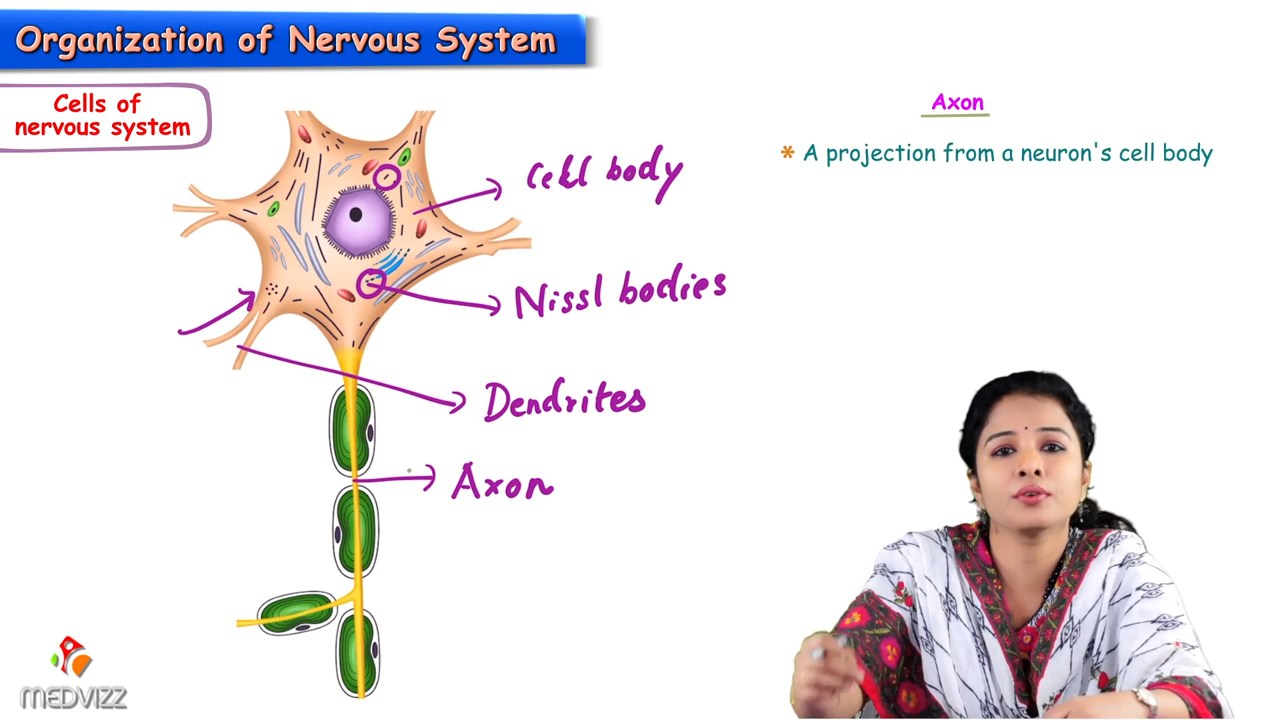 Organization of Nervous System
Cells of
nervous system
Axon
* A projection from a neuron's cell body
Cell body
Nissl bodies
Dendrites
Axon
MEDVIZZ